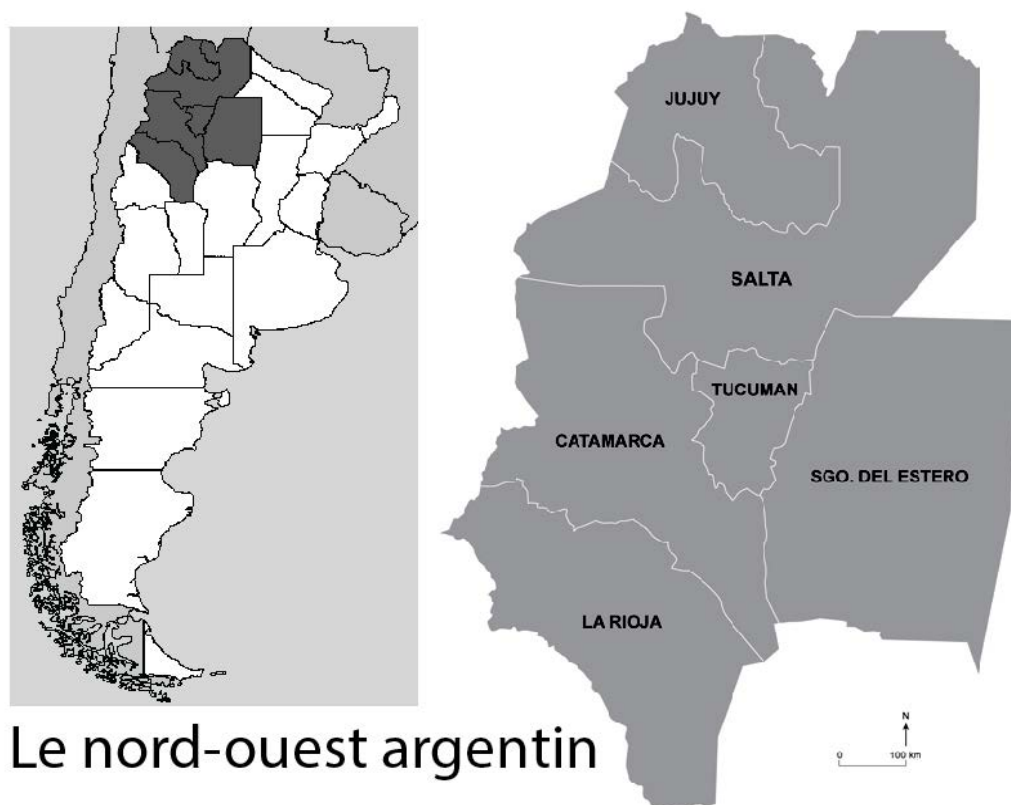 JUJUY
SALTA
TUCUMAN
CATAMARCA
SGO. DEL ESTERO
LA RIOJA
N
0 100 km
Le nord-ouest argentin